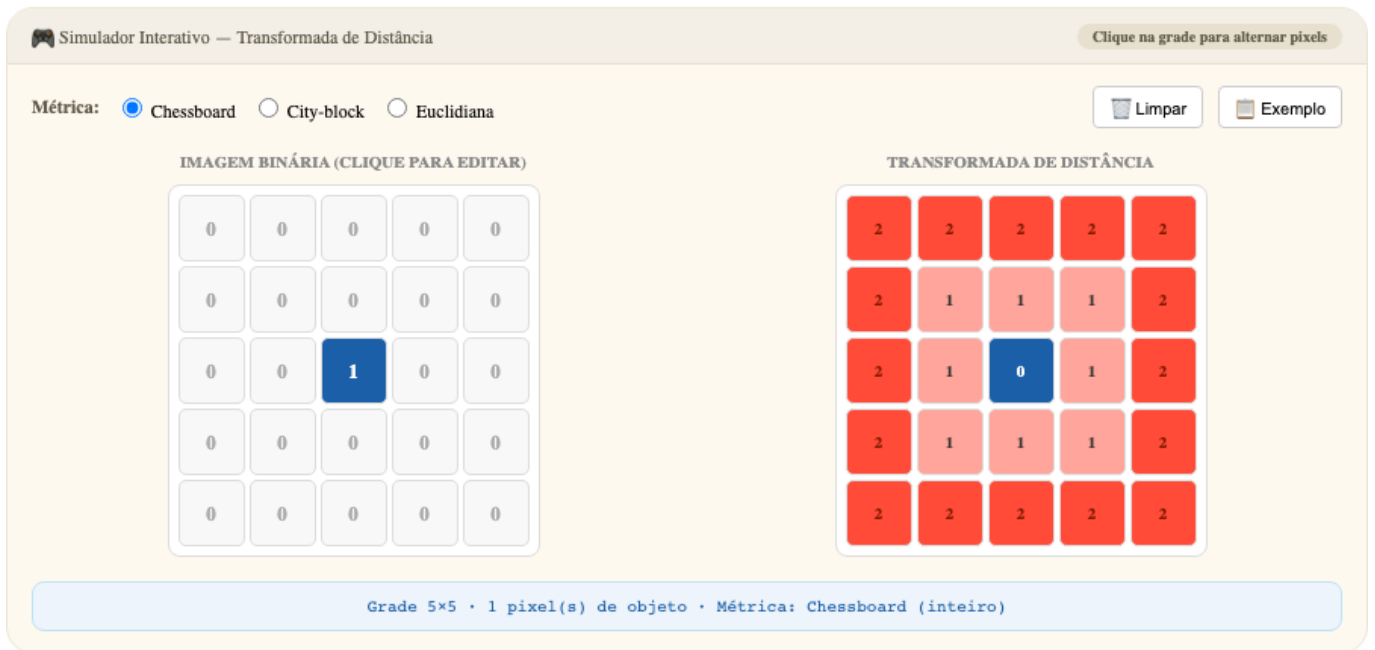 🎮 Simulador Interativo — Transformada de Distância
Clique na grade para alternar pixels
Métrica: Chessboard City-block Euclidiana
🗑️ Limpar
📋 Exemplo
IMAGEM BINÁRIA (CLIQUE PARA EDITAR)
0 0 0 0 0
0 0 0 0 0
0 0 1 0 0
0 0 0 0 0
0 0 0 0 0
TRANSFORMADA DE DISTÂNCIA
2 2 2 2 2
2 1 1 1 2
2 1 0 1 2
2 1 1 1 2
2 2 2 2 2
Grade 5×5 · 1 pixel(s) de objeto · Métrica: Chessboard (inteiro)